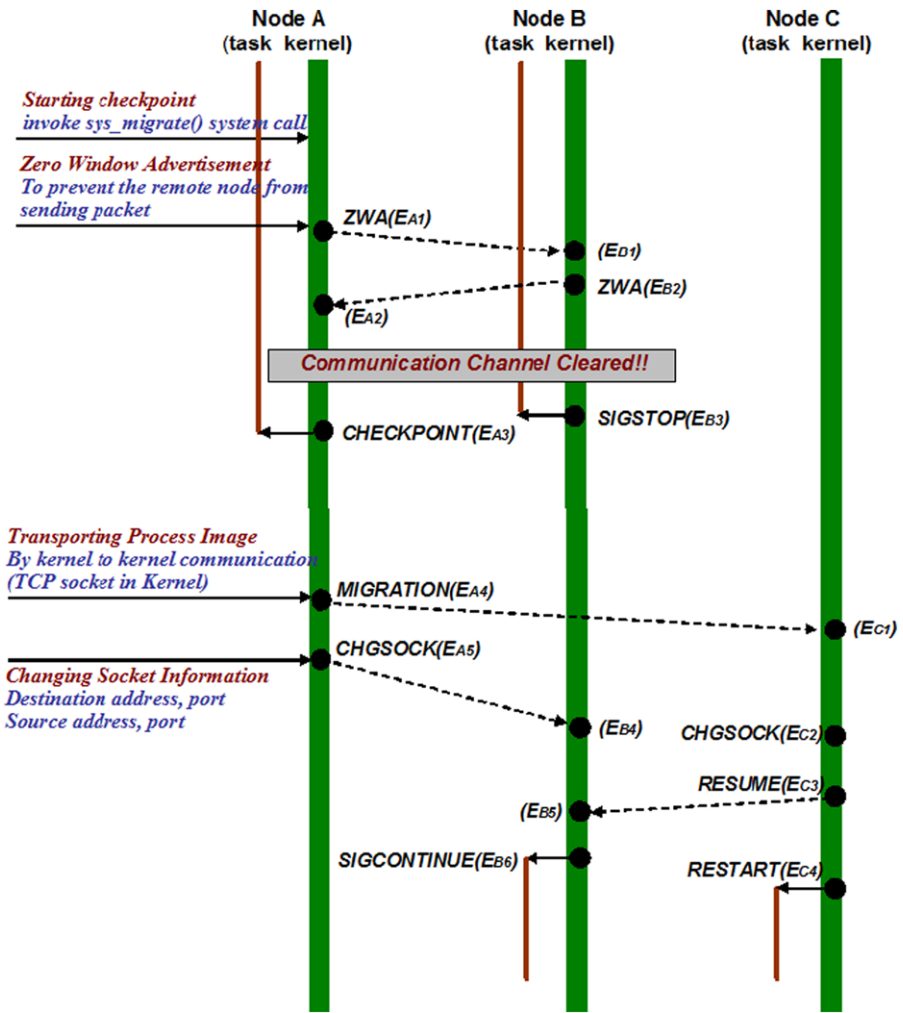 Node A
(task kernel)
Node B
(task kernel)
Node C
(task kernel)
Starting checkpoint
invoke sys_migrate() system call
Zero Window Advertisement
To prevent the remote node from
sending packet
ZWA(EA1)
(EB1)
ZWA(EB2)
(EA2)
Communication Channel Cleared!!
SIGSTOP(EB3)
CHECKPOINT(EA3)
Transporting Process Image
By kernel to kernel communication
(TCP socket in Kernel)
MIGRATION(EA4)
(EC1)
CHGSOCK(EA5)
Changing Socket Information
Destination address, port
Source address, port
(EB4)
CHGSOCK(EC2)
RESUME(EC3)
(EB5)
SIGCONTINUE(EB6)
RESTART(EC4)